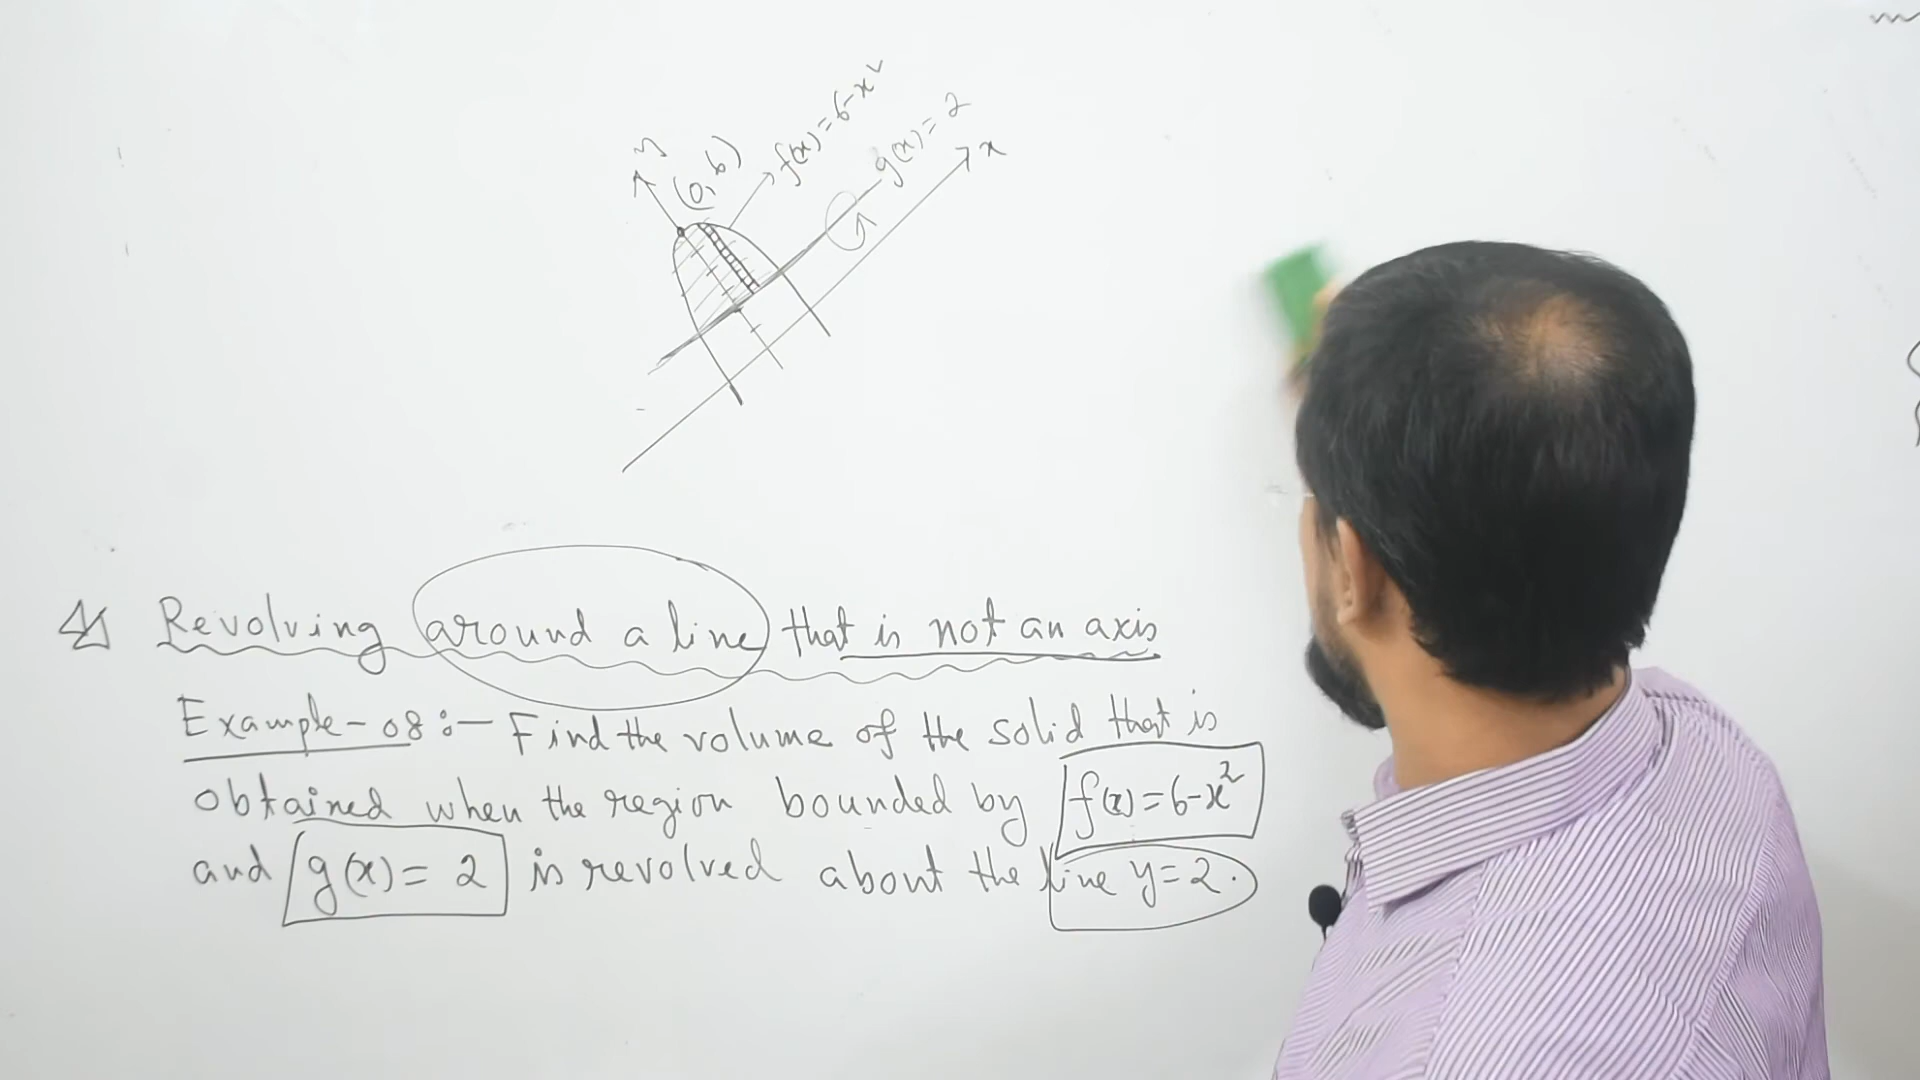 y
(0, 6)
f(x) = 6-x²
g(x) = 2
x
Revolving around a line that is not an axis
Example-08:- Find the volume of the solid that is
obtained when the region bounded by f(x) = 6-x²
and g(x) = 2 is revolved about the line y = 2.